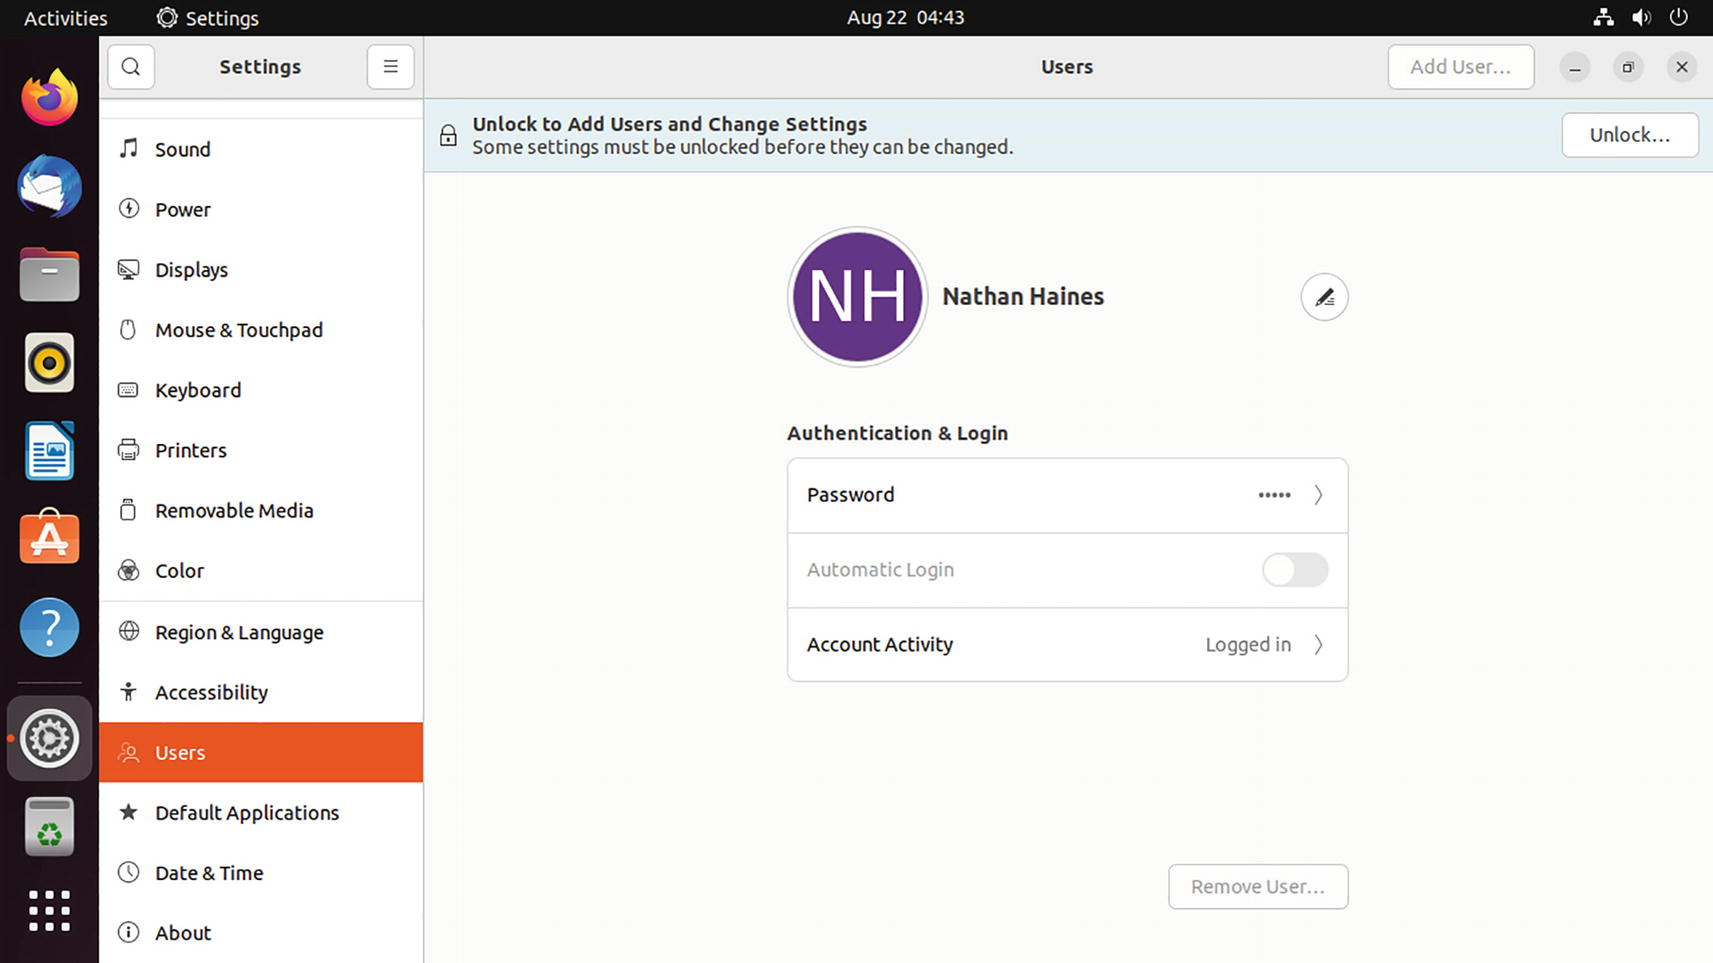 Activities
Settings
Aug 22 04:43
Settings
Users
Add User...
Unlock to Add Users and Change Settings
Some settings must be unlocked before they can be changed.
Unlock...
Sound
Power
Displays
Mouse & Touchpad
Keyboard
Printers
Removable Media
Color
Region & Language
Accessibility
Users
Default Applications
Date & Time
About
NH
Nathan Haines
Authentication & Login
Password •••••
Automatic Login
Account Activity Logged in
Remove User...